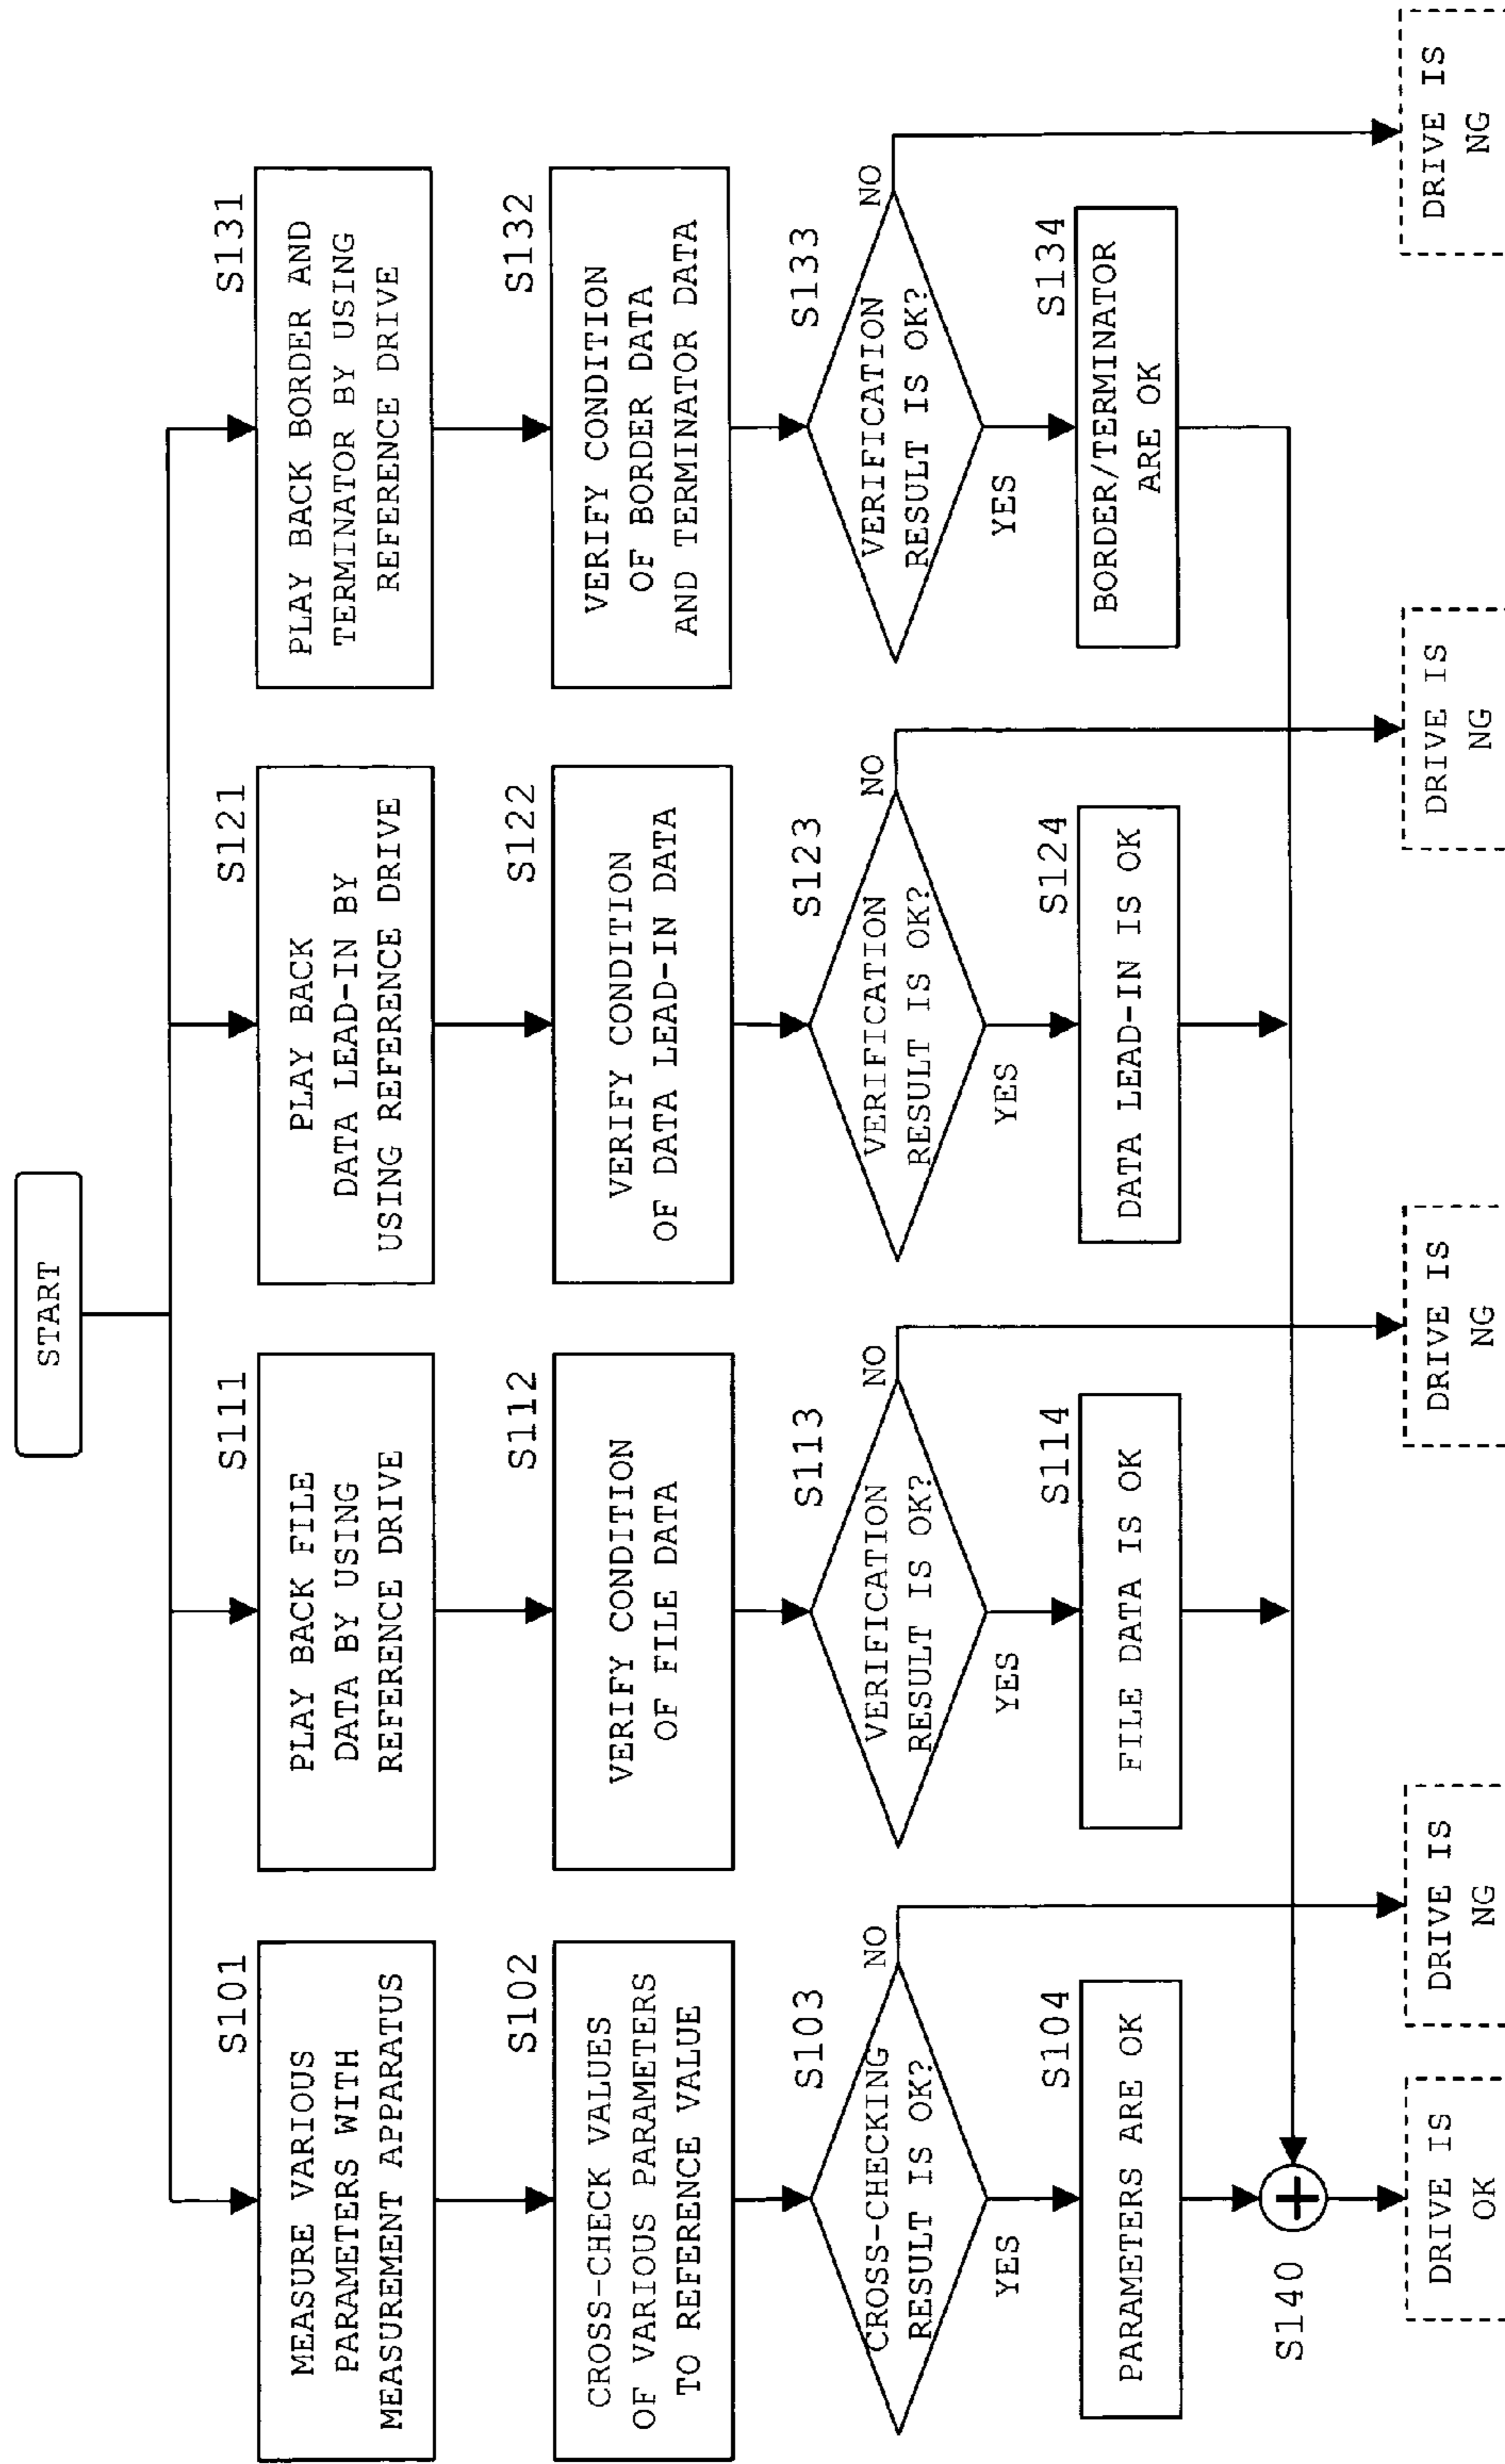 START
S101
MEASURE VARIOUS
PARAMETERS WITH
MEASUREMENT APPARATUS
S102
CROSS-CHECK VALUES
OF VARIOUS PARAMETERS
TO REFERENCE VALUE
S103
CROSS-CHECKING
RESULT IS OK?
NO
YES
S104
PARAMETERS ARE OK
S140
+
DRIVE IS
OK
DRIVE IS
NG
S111
PLAY BACK FILE
DATA BY USING
REFERENCE DRIVE
S112
VERIFY CONDITION
OF FILE DATA
S113
VERIFICATION
RESULT IS OK?
NO
YES
S114
FILE DATA IS OK
DRIVE IS
NG
S121
PLAY BACK
DATA LEAD-IN BY
USING REFERENCE DRIVE
S122
VERIFY CONDITION
OF DATA LEAD-IN DATA
S123
VERIFICATION
RESULT IS OK?
NO
YES
S124
DATA LEAD-IN IS OK
DRIVE IS
NG
S131
PLAY BACK BORDER AND
TERMINATOR BY USING
REFERENCE DRIVE
S132
VERIFY CONDITION
OF BORDER DATA
AND TERMINATOR DATA
S133
VERIFICATION
RESULT IS OK?
NO
YES
S134
BORDER/TERMINATOR
ARE OK
DRIVE IS
NG